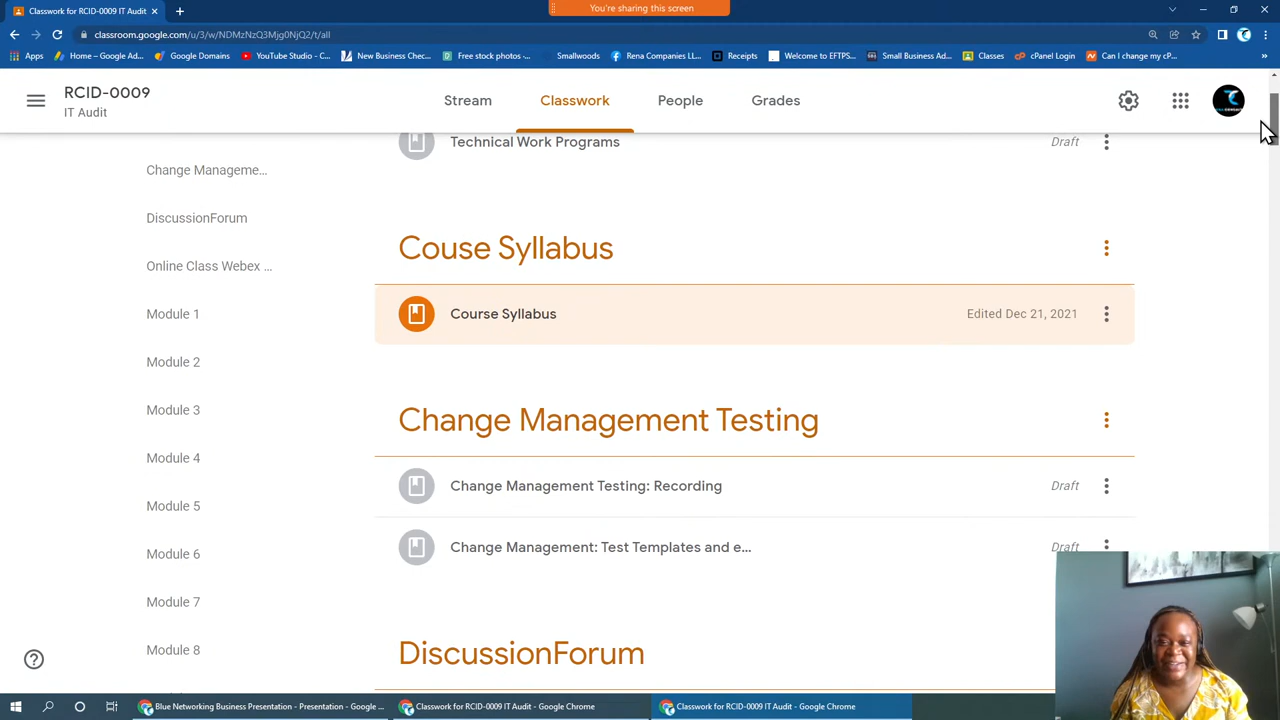 Classwork for RCID-0009 IT Audit
You're sharing this screen
classroom.google.com/u/3/w/NDMzNzQ3Mjg0NjQ2/t/all
Apps
Home – Google Ad...
Google Domains
YouTube Studio - C...
New Business Chec...
Free stock photos -...
Smallwoods
Rena Companies LL...
Receipts
Welcome to EFTPS...
Small Business Ad...
Classes
cPanel Login
Can I change my cP...
RCID-0009
IT Audit
Stream
Classwork
People
Grades
Technical Work Programs
Draft
Change Manageme...
DiscussionForum
Online Class Webex ...
Module 1
Module 2
Module 3
Module 4
Module 5
Module 6
Module 7
Module 8
Couse Syllabus
Course Syllabus
Edited Dec 21, 2021
Change Management Testing
Change Management Testing: Recording
Draft
Change Management: Test Templates and e...
Draft
DiscussionForum
Blue Networking Business Presentation - Presentation - Google ...
Classwork for RCID-0009 IT Audit - Google Chrome
Classwork for RCID-0009 IT Audit - Google Chrome